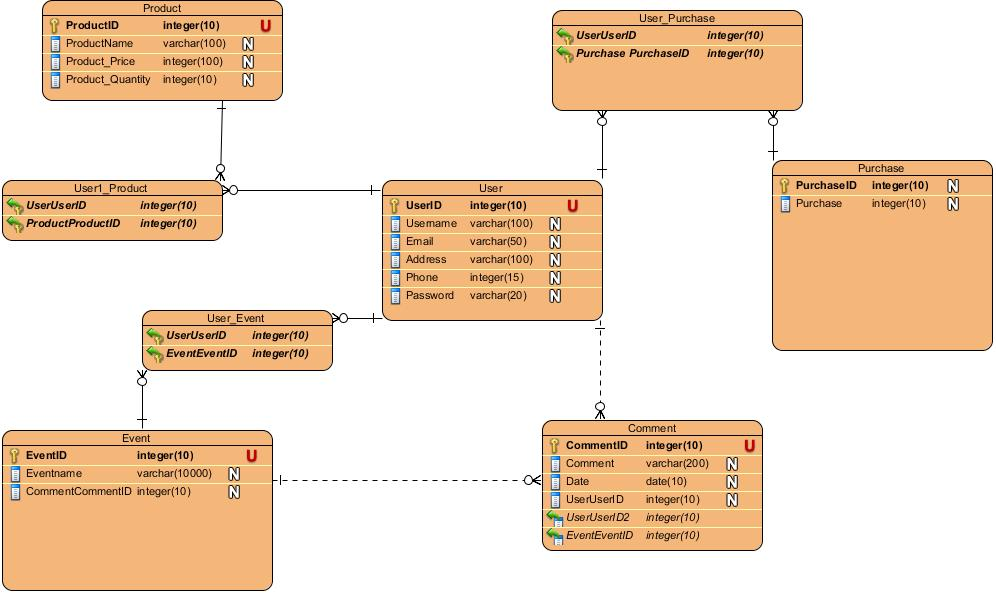 Product
ProductID integer(10) U
ProductName varchar(100) N
Product_Price integer(100) N
Product_Quantity integer(10) N
User_Purchase
UserUserID integer(10)
Purchase PurchaseID integer(10)
User1_Product
UserUserID integer(10)
ProductProductID integer(10)
User
UserID integer(10) U
Username varchar(100) N
Email varchar(50) N
Address varchar(100) N
Phone integer(15) N
Password varchar(20) N
Purchase
PurchaseID integer(10) N
Purchase integer(10) N
User_Event
UserUserID integer(10)
EventEventID integer(10)
Event
EventID integer(10) U
Eventname varchar(10000) N
CommentCommentID integer(10) N
Comment
CommentID integer(10) U
Comment varchar(200) N
Date date(10) N
UserUserID integer(10) N
UserUserID2 integer(10)
EventEventID integer(10)